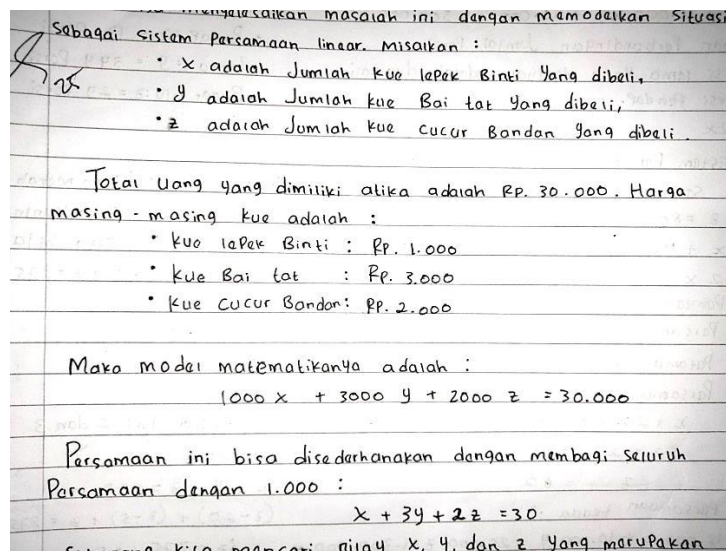 menyelesaikan masalah ini dengan memodelkan situasi
Sebagai sistem persamaan linear. Misalkan :
25
• x adalah Jumlah kue lepek Binti Yang dibeli,
• y adalah Jumlah kue Bai tat Yang dibeli,
• z adalah Jumlah kue cucur Bandan Yang dibeli.
Total uang yang dimiliki alika adalah RP. 30.000. Harga
masing-masing kue adalah :
• kue lepek Binti : Rp. 1.000
• kue Bai tat : Rp. 3.000
• kue cucur Bandan: Rp. 2.000
Maka model matematikanya adalah :
1000 x + 3000 y + 2000 z = 30.000
Persamaan ini bisa disederhanakan dengan membagi seluruh
Persamaan dengan 1.000 :
x + 3y + 2z = 30
kita mencari nilay x, y, dan z Yang merupakan